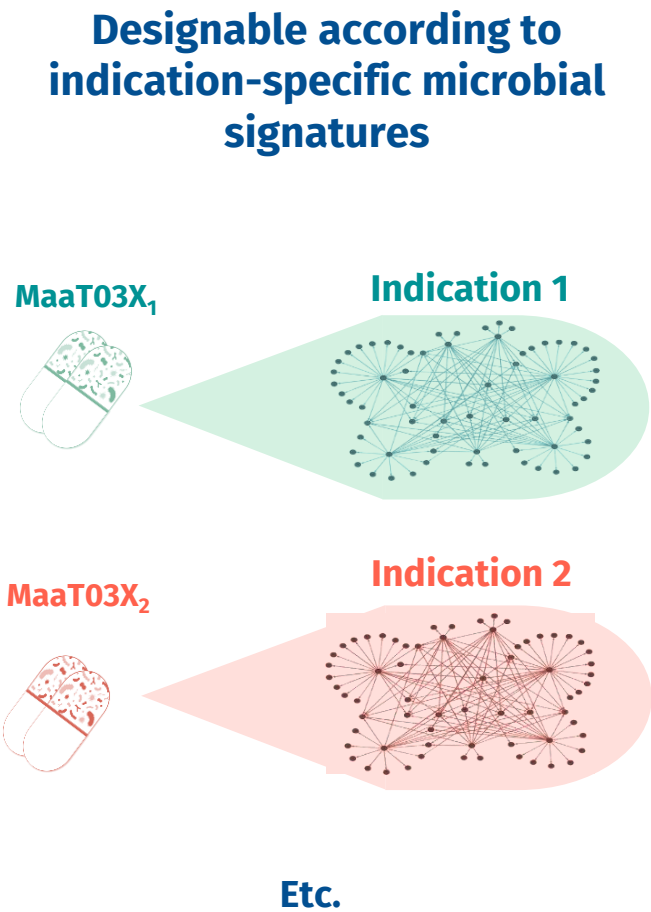 Designable according to
indication-specific microbial
signatures
MaaT03X₁
Indication 1
MaaT03X₂
Indication 2
Etc.